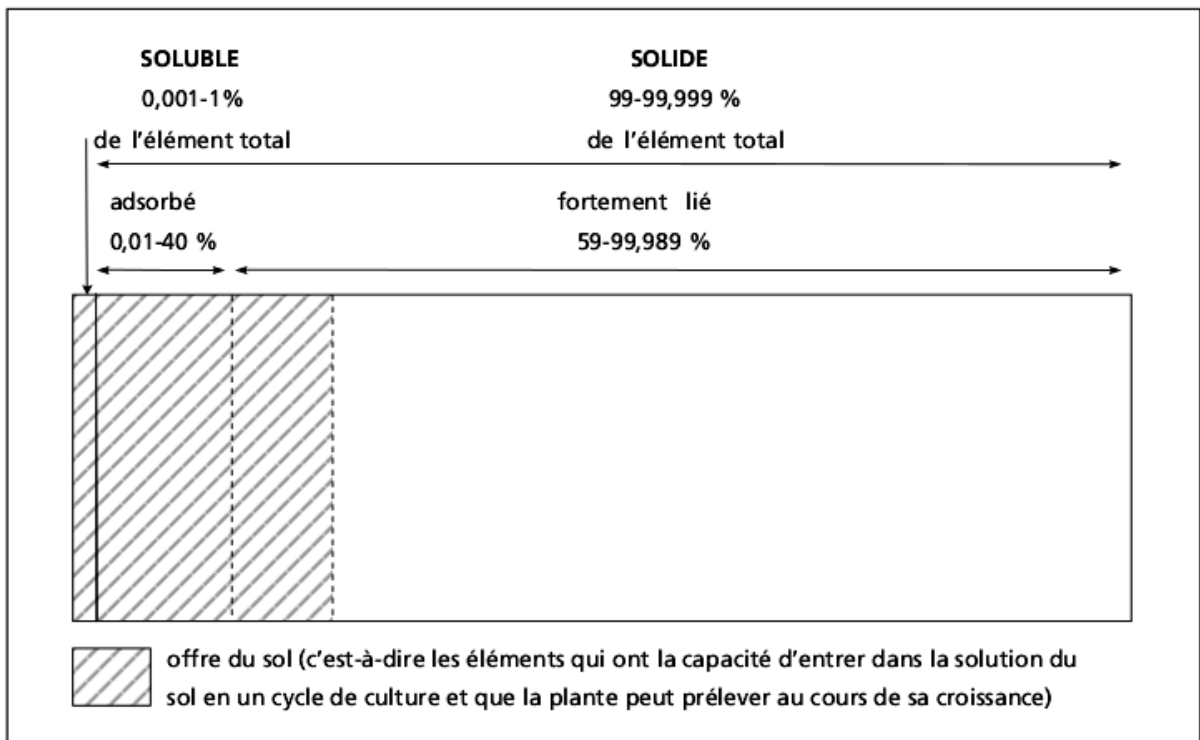 SOLUBLE
0,001-1%
de l'élément total
SOLIDE
99-99,999 %
de l'élément total
adsorbé
0,01-40 %
fortement lié
59-99,989 %
offre du sol (c'est-à-dire les éléments qui ont la capacité d'entrer dans la solution du
sol en un cycle de culture et que la plante peut prélever au cours de sa croissance)